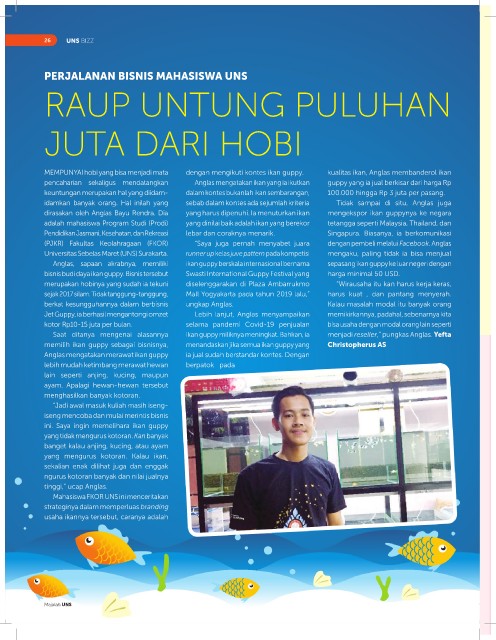 26 UNS BIZZ
PERJALANAN BISNIS MAHASISWA UNS
RAUP UNTUNG PULUHAN
JUTA DARI HOBI
MEMPUNYAI hobi yang bisa menjadi mata
pencaharian sekaligus mendatangkan
keuntungan merupakan hal yang diidam-
idamkan banyak orang. Hal inilah yang
dirasakan oleh Anglas Bayu Rendra. Dia
adalah mahasiswa Program Studi (Prodi)
Pendidikan Jasmani, Kesehatan, dan Rekreasi
(PJKR) Fakultas Keolahragaan (FKOR)
Universitas Sebelas Maret (UNS) Surakarta.
Anglas, sapaan akrabnya, memiliki
bisnis budi daya ikan guppy. Bisnis tersebut
merupakan hobinya yang sudah ia tekuni
sejak 2017 silam. Tidak tanggung-tanggung,
berkat kesungguhannya dalam berbisnis
Jet Guppy, ia berhasil mengantongi omzet
kotor Rp10-15 juta per bulan.
Saat ditanya mengenai alasannya
memilih ikan guppy sebagai bisnisnya,
Anglas mengatakan merawat ikan guppy
lebih mudah ketimbang merawat hewan
lain seperti anjing, kucing, maupun
ayam. Apalagi hewan-hewan tersebut
menghasilkan banyak kotoran.
"Jadi awal masuk kuliah masih iseng-
iseng mencoba dan mulai merintis bisnis
ini. Saya ingin memelihara ikan guppy
yang tidak mengurus kotoran. Kan banyak
banget kalau anjing, kucing, atau ayam
yang mengurus kotoran. Kalau ikan,
sekalian enak dilihat juga dan enggak
ngurus kotoran banyak dan nilai jualnya
tinggi," ucap Anglas.
Mahasiswa FKOR UNS ini menceritakan
strateginya dalam memperluas branding
usaha ikannya tersebut, caranya adalah
dengan mengikuti kontes ikan guppy.
Anglas mengatakan ikan yang ia ikutkan
dalam kontes bukanlah ikan sembarangan,
sebab dalam kontes ada sejumlah kriteria
yang harus dipenuhi. Ia menuturkan ikan
yang dinilai baik adalah ikan yang berekor
lebar dan coraknya menarik.
"Saya juga pernah menyabet juara
runner up kelas juve pattern pada kompetisi
ikan guppy berskala internasional bernama
Swasti International Guppy Festival yang
diselenggarakan di Plaza Ambarrukmo
Mall Yogyakarta pada tahun 2019 lalu,"
ungkap Anglas.
Lebih lanjut, Anglas menyampaikan
selama pandemi Covid-19 penjualan
ikan guppy miliknya meningkat. Bahkan, ia
menandaskan jika semua ikan guppy yang
ia jual sudah berstandar kontes. Dengan
berpatok pada
kualitas ikan, Anglas membanderol ikan
guppy yang ia jual berkisar dari harga Rp
100.000 hingga Rp 3 juta per pasang.
Tidak sampai di situ, Anglas juga
mengekspor ikan guppynya ke negara
tetangga seperti Malaysia, Thailand, dan
Singapura. Biasanya, ia berkomunikasi
dengan pembeli melalui Facebook. Anglas
mengaku, paling tidak ia bisa menjual
sepasang ikan guppy ke luar negeri dengan
harga minimal 50 USD.
"Wirausaha itu kan harus kerja keras,
harus kuat , dan pantang menyerah.
Kalau masalah modal itu banyak orang
memikirkannya, padahal, sebenarnya kita
bisa usaha dengan modal orang lain seperti
menjadi reseller," pungkas Anglas. Yefta
Christopherus AS
Majalah UNS